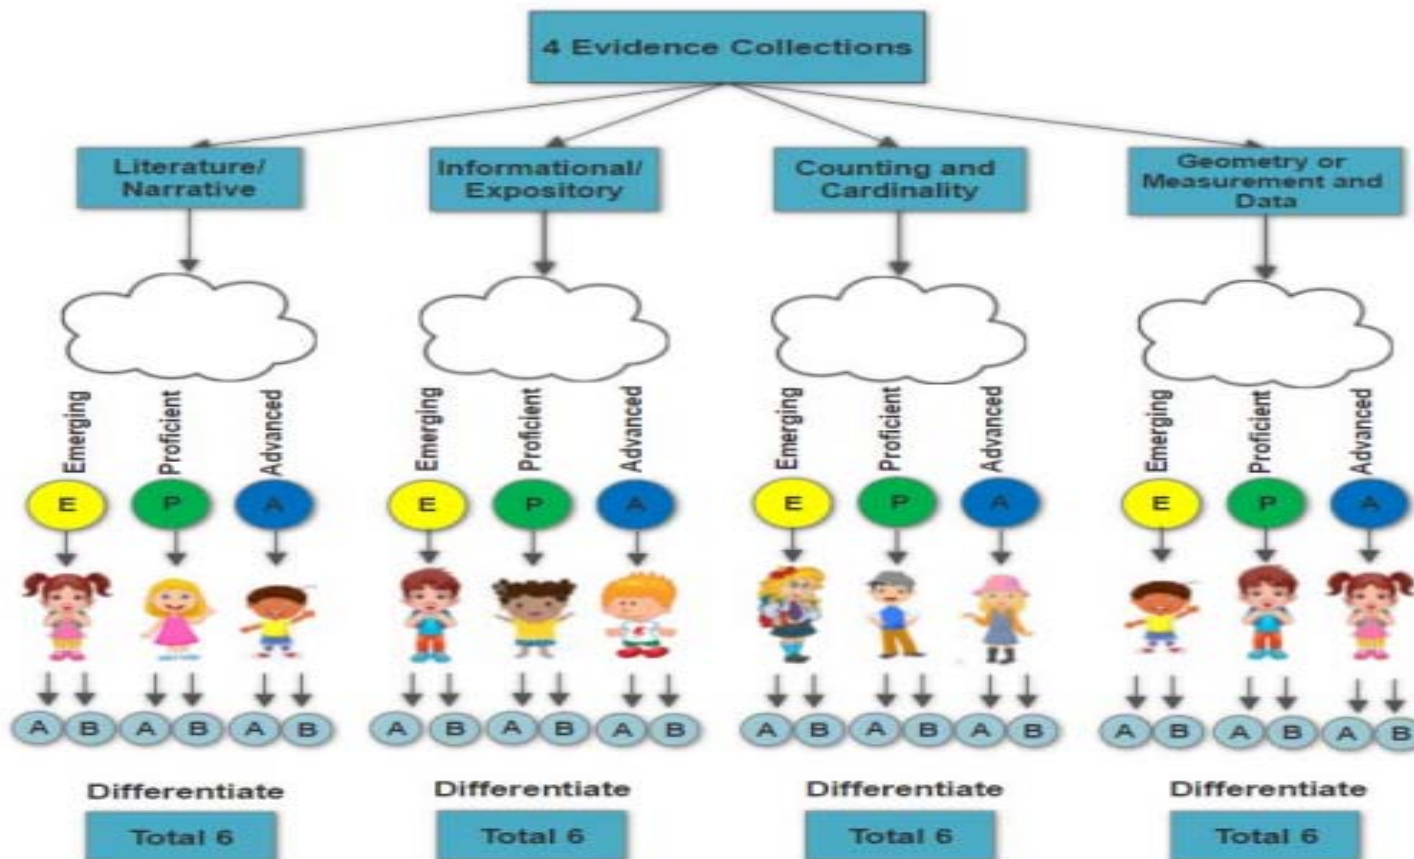 4 Evidence Collections
Literature/
Narrative
Informational/
Expository
Counting and
Cardinality
Geometry or
Measurement and
Data
Emerging
Proficient
Advanced
Emerging
Proficient
Advanced
Emerging
Proficient
Advanced
Emerging
Proficient
Advanced
E P A E P A E P A E P A
A B A B A B A B A B A B A B A B A B A B A B A B
Differentiate
Differentiate
Differentiate
Differentiate
Total 6
Total 6
Total 6
Total 6